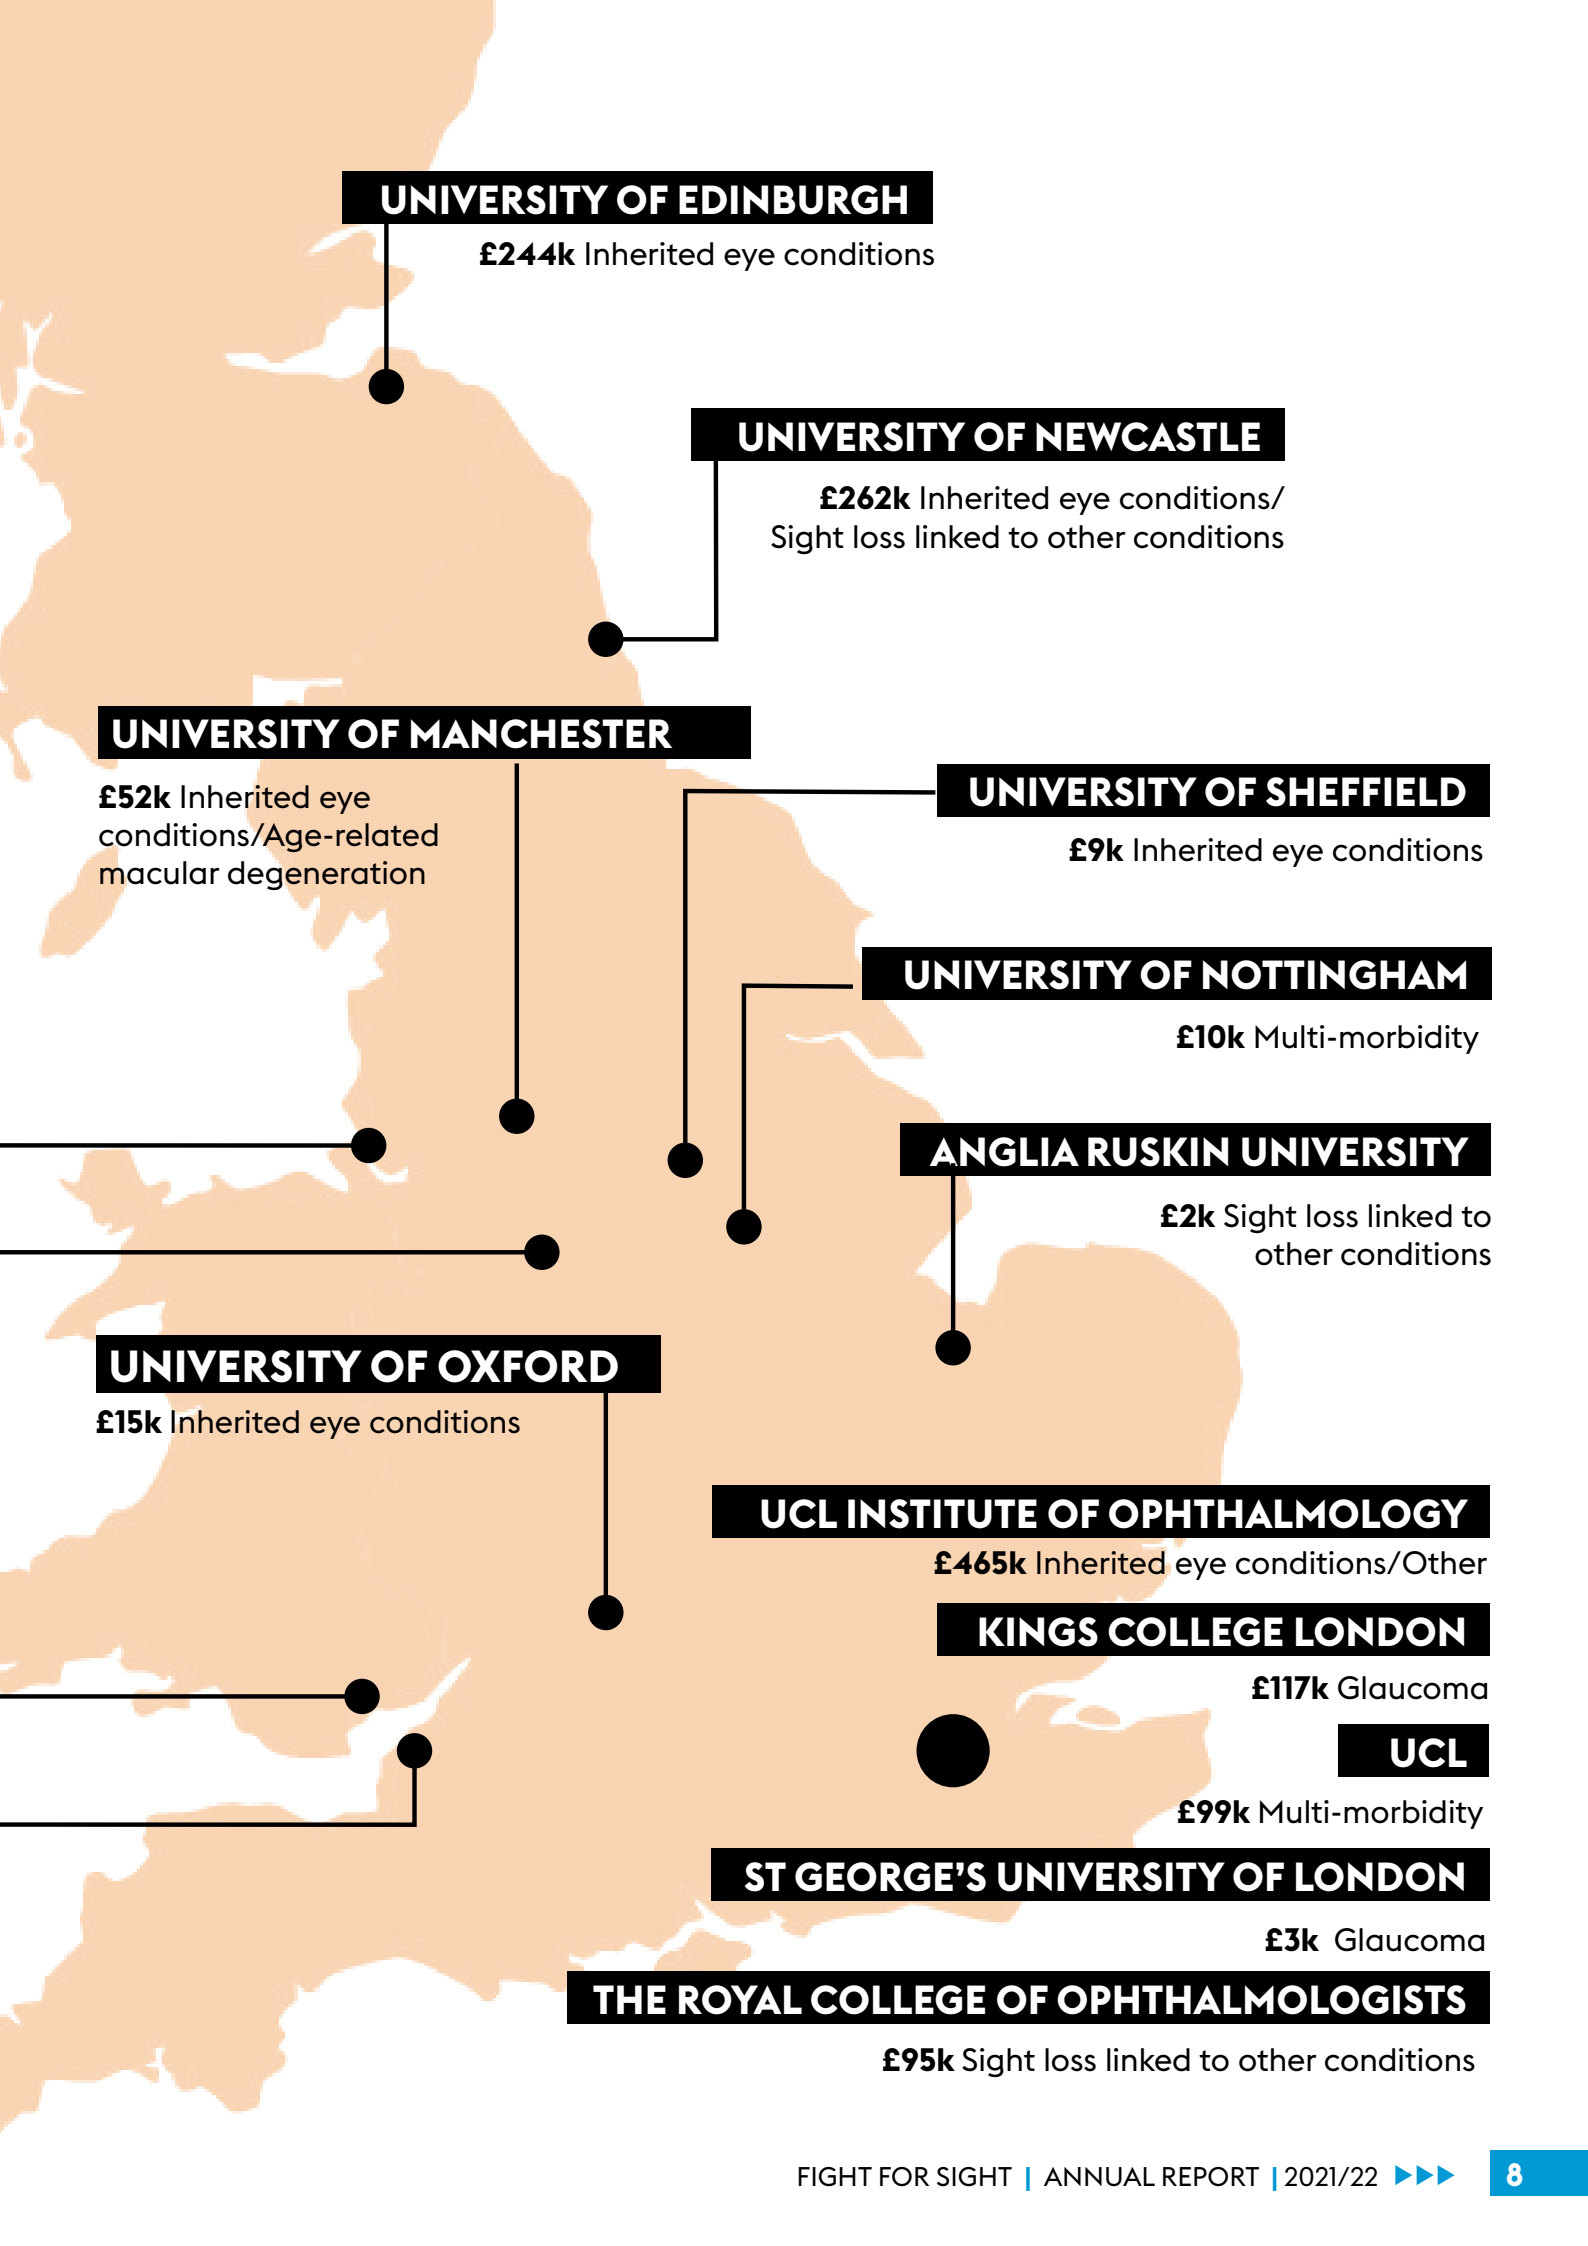 UNIVERSITY OF EDINBURGH
£244k Inherited eye conditions
UNIVERSITY OF NEWCASTLE
£262k Inherited eye conditions/
Sight loss linked to other conditions
UNIVERSITY OF MANCHESTER
£52k Inherited eye
conditions/Age-related
macular degeneration
UNIVERSITY OF SHEFFIELD
£9k Inherited eye conditions
UNIVERSITY OF NOTTINGHAM
£10k Multi-morbidity
ANGLIA RUSKIN UNIVERSITY
£2k Sight loss linked to
other conditions
UNIVERSITY OF OXFORD
£15k Inherited eye conditions
UCL INSTITUTE OF OPHTHALMOLOGY
£465k Inherited eye conditions/Other
KINGS COLLEGE LONDON
£117k Glaucoma
UCL
£99k Multi-morbidity
ST GEORGE’S UNIVERSITY OF LONDON
£3k Glaucoma
THE ROYAL COLLEGE OF OPHTHALMOLOGISTS
£95k Sight loss linked to other conditions
FIGHT FOR SIGHT | ANNUAL REPORT | 2021/22 8